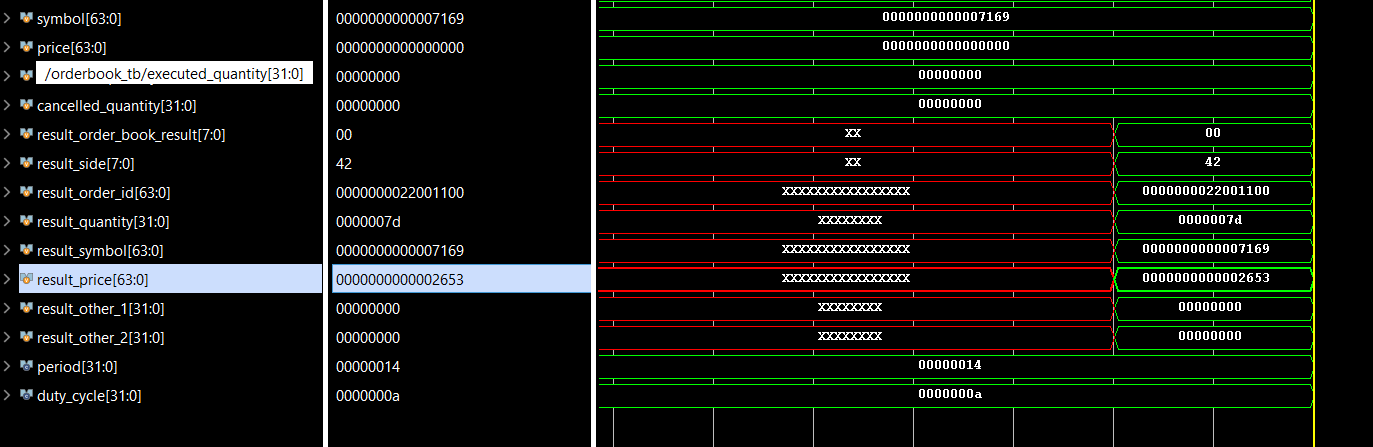 symbol[63:0] 0000000000007169 0000000000007169
price[63:0] 0000000000000000 0000000000000000
/orderbook_tb/executed_quantity[31:0] 00000000 00000000
cancelled_quantity[31:0] 00000000 00000000
result_order_book_result[7:0] 00 XX 00
result_side[7:0] 42 XX 42
result_order_id[63:0] 0000000022001100 XXXXXXXXXXXXXXXX 0000000022001100
result_quantity[31:0] 0000007d XXXXXXXX 0000007d
result_symbol[63:0] 0000000000007169 XXXXXXXXXXXXXXXX 0000000000007169
result_price[63:0] 0000000000002653 XXXXXXXXXXXXXXXX 0000000000002653
result_other_1[31:0] 00000000 XXXXXXXX 00000000
result_other_2[31:0] 00000000 XXXXXXXX 00000000
period[31:0] 00000014 00000014
duty_cycle[31:0] 0000000a 0000000a